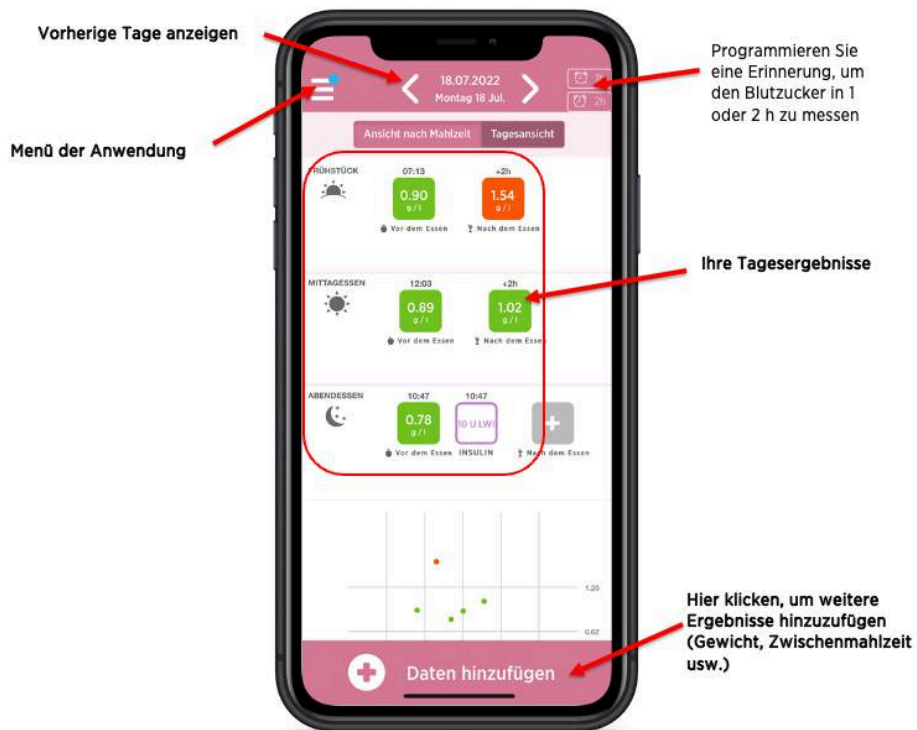 Vorherige Tage anzeigen
Programmieren Sie
eine Erinnerung, um
den Blutzucker in 1
oder 2 h zu messen
Menü der Anwendung
18.07.2022
Montag 18 Jul.
2h
Ansicht nach Mahlzeit Tagesansicht
FRÜHSTÜCK 07:13 +2h
0.90 1.54
g/l g/l
Vor dem Essen Nach dem Essen
Ihre Tagesergebnisse
MITTAGESSEN 12:03 +2h
0.89 1.02
g/l g/l
Vor dem Essen Nach dem Essen
ABENDESSEN 10:47 10:47
0.78 10 U LWI +
g/l
Vor dem Essen INSULIN Nach dem Essen
1.20
0.62
Hier klicken, um weitere
Ergebnisse hinzuzufügen
(Gewicht, Zwischenmahlzeit
usw.)
+ Daten hinzufügen